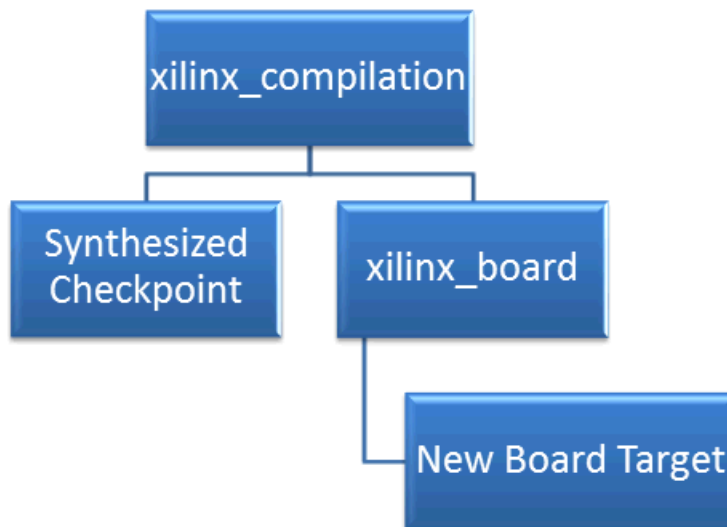 xilinx_compilation
Synthesized
Checkpoint
xilinx_board
New Board Target